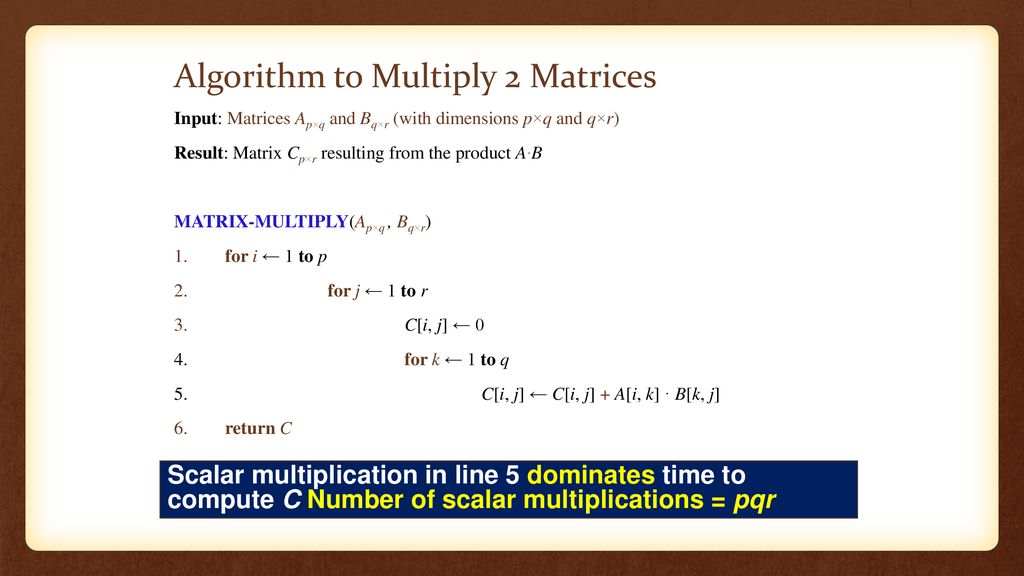 Algorithm to Multiply 2 Matrices
Input: Matrices Ap×q and Bq×r (with dimensions p×q and q×r)
Result: Matrix Cp×r resulting from the product A·B
MATRIX-MULTIPLY(Ap×q , Bq×r)
1. for i ← 1 to p
2. for j ← 1 to r
3. C[i, j] ← 0
4. for k ← 1 to q
5. C[i, j] ← C[i, j] + A[i, k] · B[k, j]
6. return C
Scalar multiplication in line 5 dominates time to
compute C Number of scalar multiplications = pqr